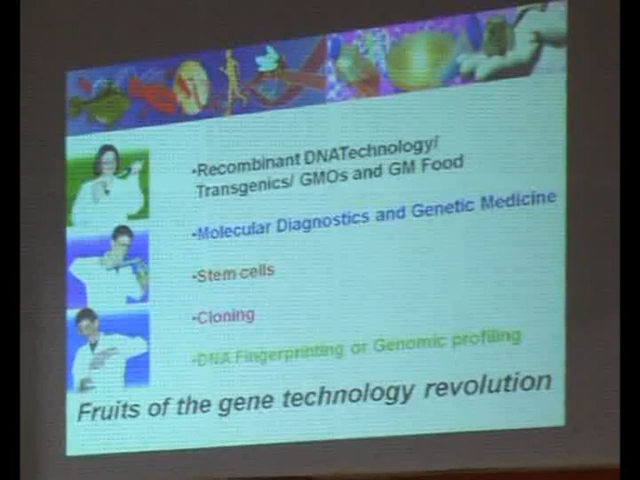 •Recombinant DNATechnology/
Transgenics/ GMOs and GM Food
•Molecular Diagnostics and Genetic Medicine
•Stem cells
•Cloning
•DNA Fingerprinting or Genomic profiling
Fruits of the gene technology revolution